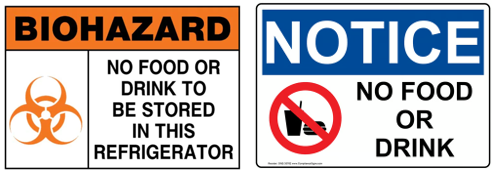 BIOHAZARD
NO FOOD OR
DRINK TO
BE STORED
IN THIS
REFRIGERATOR
NOTICE
NO FOOD
OR
DRINK